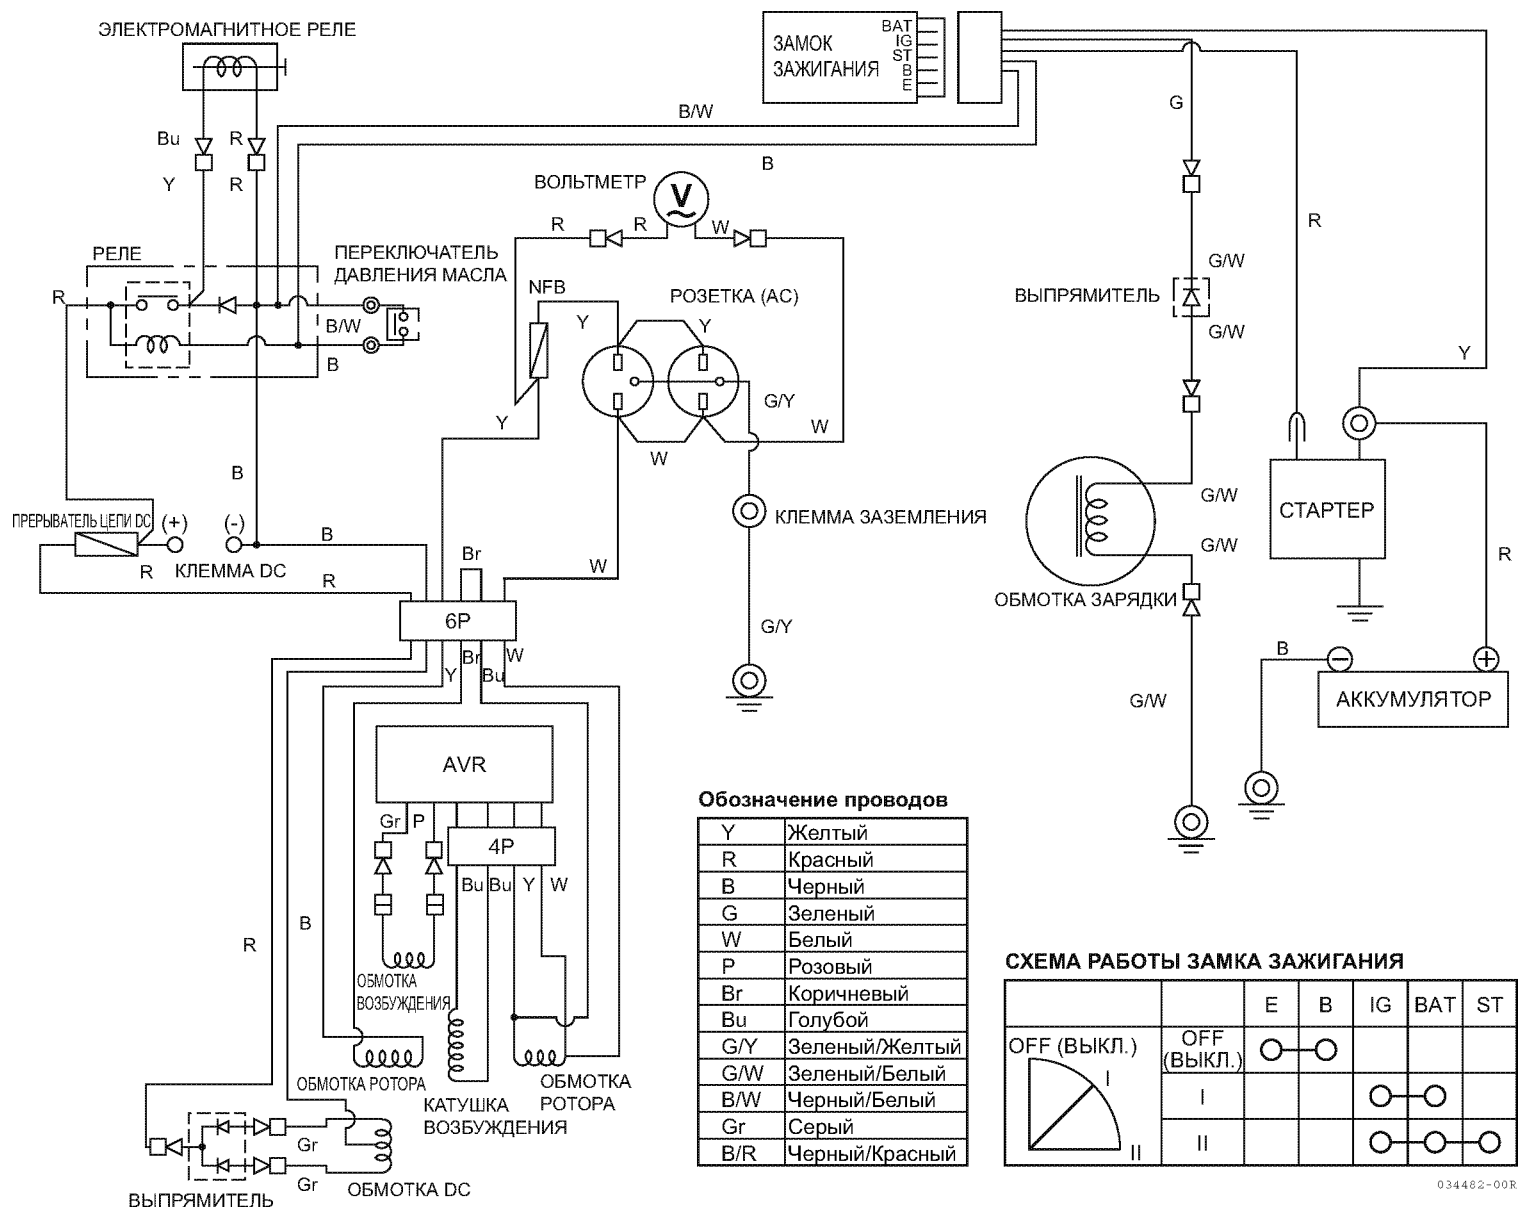 ЭЛЕКТРОМАГНИТНОЕ РЕЛЕ
ЗАМОК
ЗАЖИГАНИЯ
BAT
IG
ST
B
E
B/W
G
Bu
R
B
Y
R
ВОЛЬТМЕТР
V
R
R
W
R
РЕЛЕ
ПЕРЕКЛЮЧАТЕЛЬ
ДАВЛЕНИЯ МАСЛА
G/W
R
NFB
РОЗЕТКА (AC)
ВЫПРЯМИТЕЛЬ
B/W
Y
Y
G/W
B
Y
G/Y
Y
W
W
B
G/W
СТАРТЕР
ПРЕРЫВАТЕЛЬ ЦЕПИ DC
(+)
(-)
КЛЕММА ЗАЗЕМЛЕНИЯ
B
G/W
R
Br
R
КЛЕММА DC
R
W
ОБМОТКА ЗАРЯДКИ
6P
G/Y
Br
W
B
Y
Bu
−
+
АККУМУЛЯТОР
G/W
AVR
Обозначение проводов
Gr
P
Y Желтый
4P
R Красный
Bu
Bu
Y
W
B Черный
G Зеленый
B
R
W Белый
P Розовый
СХЕМА РАБОТЫ ЗАМКА ЗАЖИГАНИЯ
ОБМОТКА
ВОЗБУЖДЕНИЯ
Br Коричневый
E B IG BAT ST
Bu Голубой
G/Y Зеленый/Желтый
OFF (ВЫКЛ.)
OFF
(ВЫКЛ.)
G/W Зеленый/Белый
I
ОБМОТКА РОТОРА
ОБМОТКА
РОТОРА
B/W Черный/Белый
I
КАТУШКА
ВОЗБУЖДЕНИЯ
Gr Серый
B/R Черный/Красный
II
II
Gr
Gr
ОБМОТКА DC
ВЫПРЯМИТЕЛЬ
034482-00R